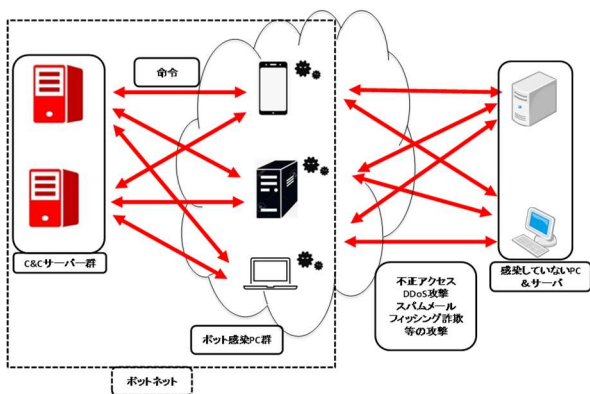 命令
C&Cサーバー群
ボット感染PC群
ボットネット
不正アクセス
DDoS攻撃
スパムメール
フィッシング詐欺
等の攻撃
感染していないPC
&サーバ